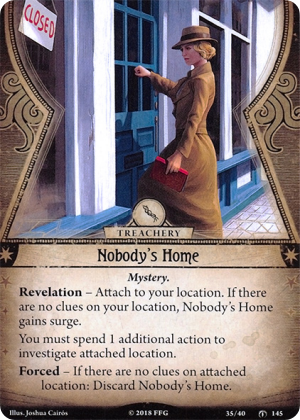 CLOSED
TREACHERY
Nobody's Home
Mystery.
Revelation – Attach to your location. If there
are no clues on your location, Nobody's Home
gains surge.
You must spend 1 additional action to
investigate attached location.
Forced – If there are no clues on attached
location: Discard Nobody's Home.
Illus. Joshua Cairós
© 2018 FFG
35/40
145